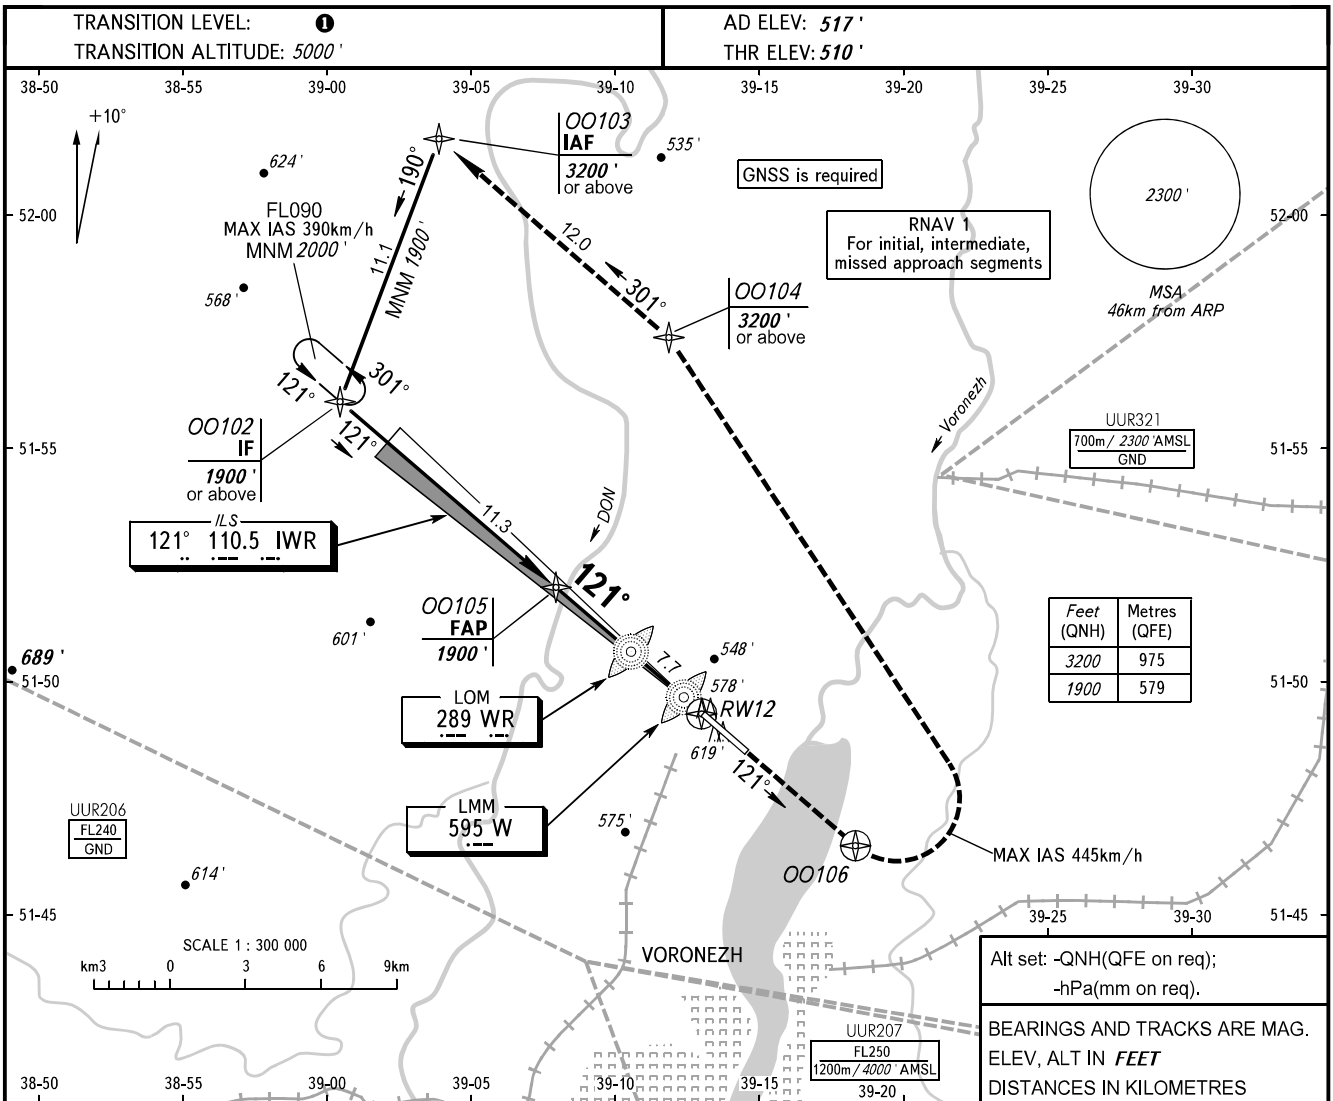 TRANSITION LEVEL: ❶
TRANSITION ALTITUDE: 5000 '
AD ELEV: 517 '
THR ELEV: 510 '
38-50 38-55 39-00 39-05 39-10 39-15 39-20 39-25 39-30
+10°
OO103
IAF
3200 '
or above
535 '
624 '
190°
GNSS is required
52-00
FL090
MAX IAS 390km/h
MNM 2000 '
11.1
MNM 1900 '
12.0
RNAV 1
For initial, intermediate,
missed approach segments
2300 '
52-00
MSA
46km from ARP
568 '
301°
OO104
3200 '
or above
121°
301°
OO102
IF
1900 '
or above
121°
Voronezh
UUR321
700m / 2300 ' AMSL
GND
51-55
51-55
ILS
121° 110.5 IWR
·· ·–– ·–·
11.3
DON
121°
OO105
FAP
1900 '
601 '
Feet
(QNH)
Metres
(QFE)
3200 975
1900 579
689 '
51-50
7.7
548 '
51-50
LOM
289 WR
·–– ·–·
578 '
RW12
619 '
121°
UUR206
FL240
GND
LMM
595 W
·––
575 '
MAX IAS 445km/h
OO106
614 '
51-45
39-25 39-30
51-45
SCALE 1 : 300 000
km3 0 3 6 9km
VORONEZH
Alt set: -QNH(QFE on req);
-hPa(mm on req).
UUR207
FL250
1200m / 4000 ' AMSL
BEARINGS AND TRACKS ARE MAG.
ELEV, ALT IN FEET
DISTANCES IN KILOMETRES
38-50 38-55 39-00 39-05 39-10 39-15 39-20